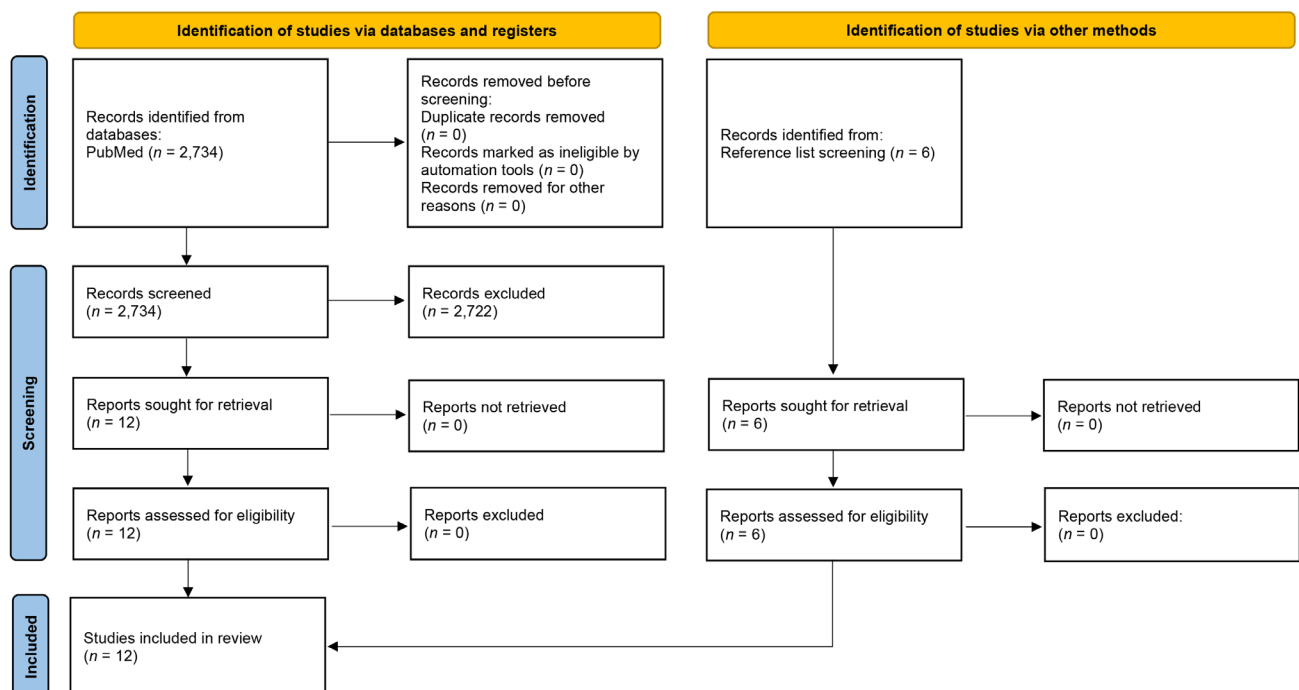 Identification of studies via databases and registers
Identification of studies via other methods
Identification
Records identified from
databases:
PubMed (n = 2,734)
Records removed before
screening:
Duplicate records removed
(n = 0)
Records marked as ineligible by
automation tools (n = 0)
Records removed for other
reasons (n = 0)
Records identified from:
Reference list screening (n = 6)
Screening
Records screened
(n = 2,734)
Records excluded
(n = 2,722)
Reports sought for retrieval
(n = 12)
Reports not retrieved
(n = 0)
Reports sought for retrieval
(n = 6)
Reports not retrieved
(n = 0)
Reports assessed for eligibility
(n = 12)
Reports excluded
(n = 0)
Reports assessed for eligibility
(n = 6)
Reports excluded:
(n = 0)
Included
Studies included in review
(n = 12)